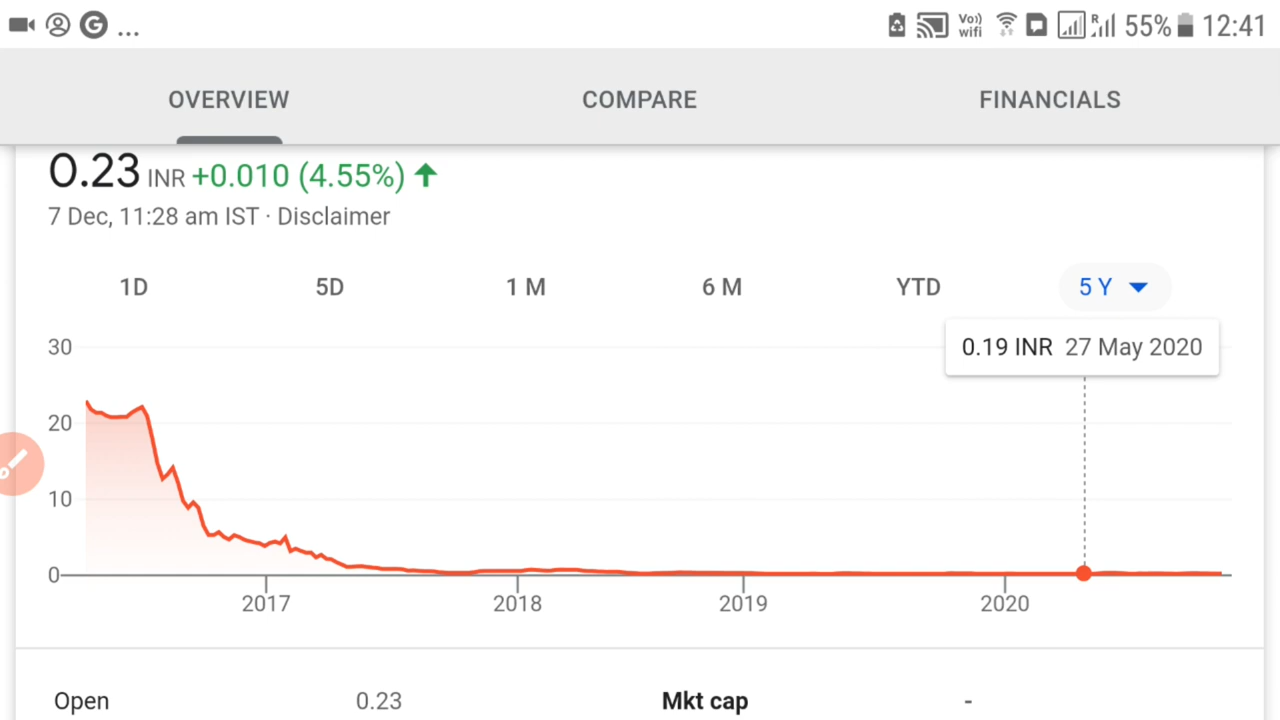 G ... Vo)) wifi R 55% 12:41
OVERVIEW COMPARE FINANCIALS
0.23 INR +0.010 (4.55%)
7 Dec, 11:28 am IST · Disclaimer
1D 5D 1 M 6 M YTD 5 Y
0.19 INR 27 May 2020
30
20
10
0
2017 2018 2019 2020
Open 0.23 Mkt cap -